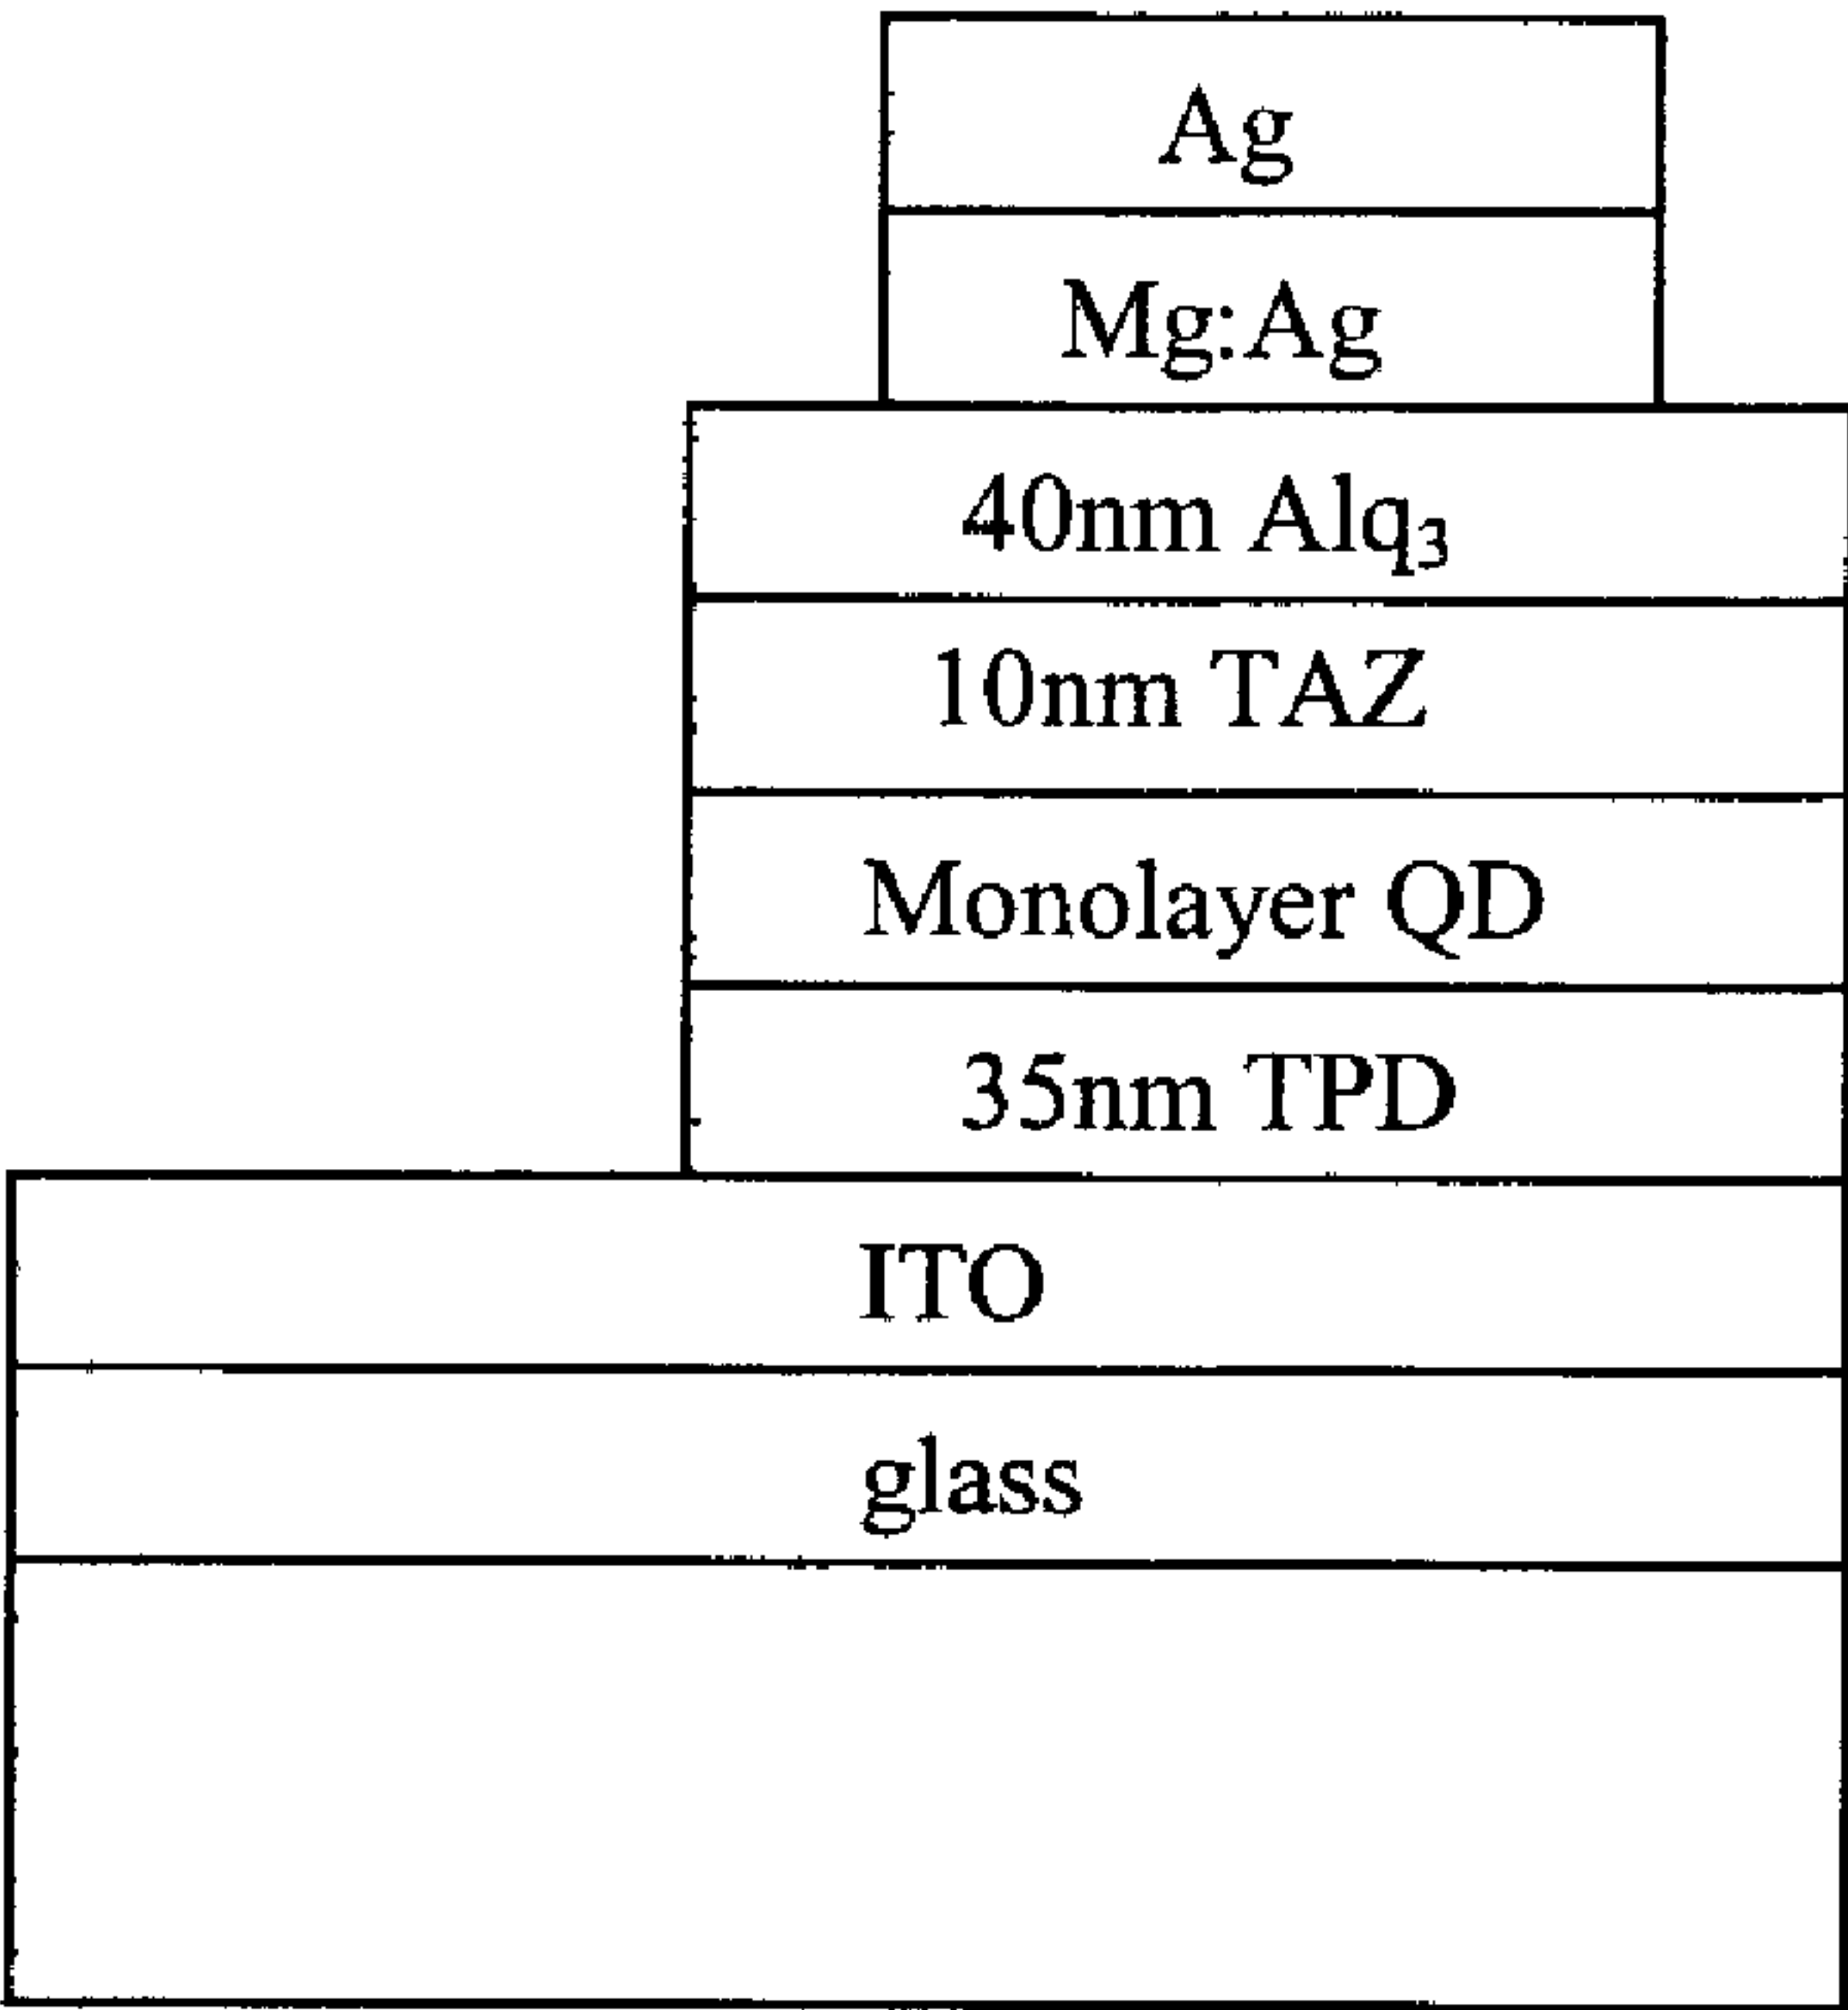 Ag
Mg:Ag
40nm Alq₃
10nm TAZ
Monolayer QD
35nm TPD
ITO
glass